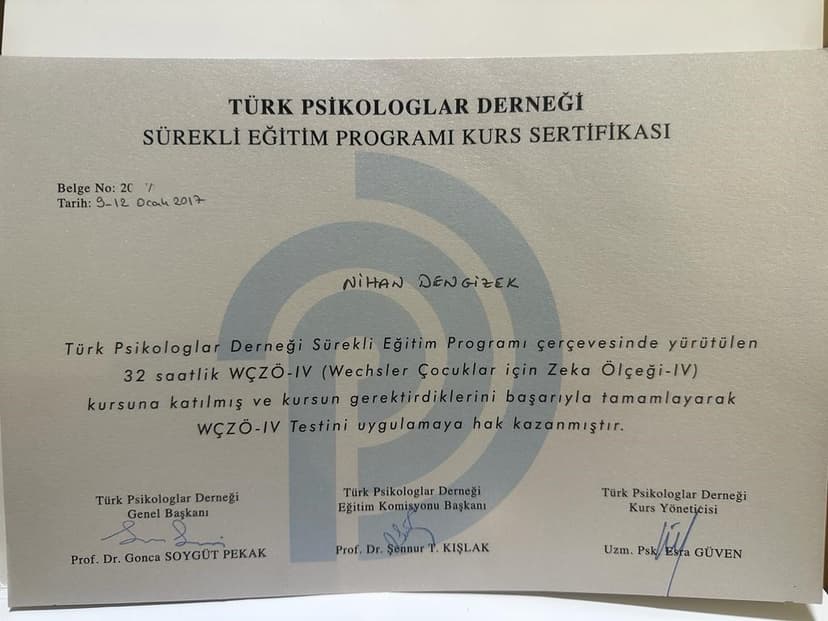 TÜRK PSİKOLOGLAR DERNEĞİ
SÜREKLİ EĞİTİM PROGRAMI KURS SERTİFİKASI
Belge No:
Tarih: 9-12 Ocak 2017
NİHAN DENGİZEK
Türk Psikologlar Derneği Sürekli Eğitim Programı çerçevesinde yürütülen
32 saatlik WÇZÖ-IV (Wechsler Çocuklar için Zeka Ölçeği-IV)
kursuna katılmış ve kursun gerektirdiklerini başarıyla tamamlayarak
WÇZÖ-IV Testini uygulamaya hak kazanmıştır.
Türk Psikologlar Derneği
Genel Başkanı
Prof. Dr. Gonca SOYGÜT PEKAK
Türk Psikologlar Derneği
Eğitim Komisyonu Başkanı
Prof. Dr. Şennur T. KIŞLAK
Türk Psikologlar Derneği
Kurs Yöneticisi
Uzm. Psk. Esra GÜVEN